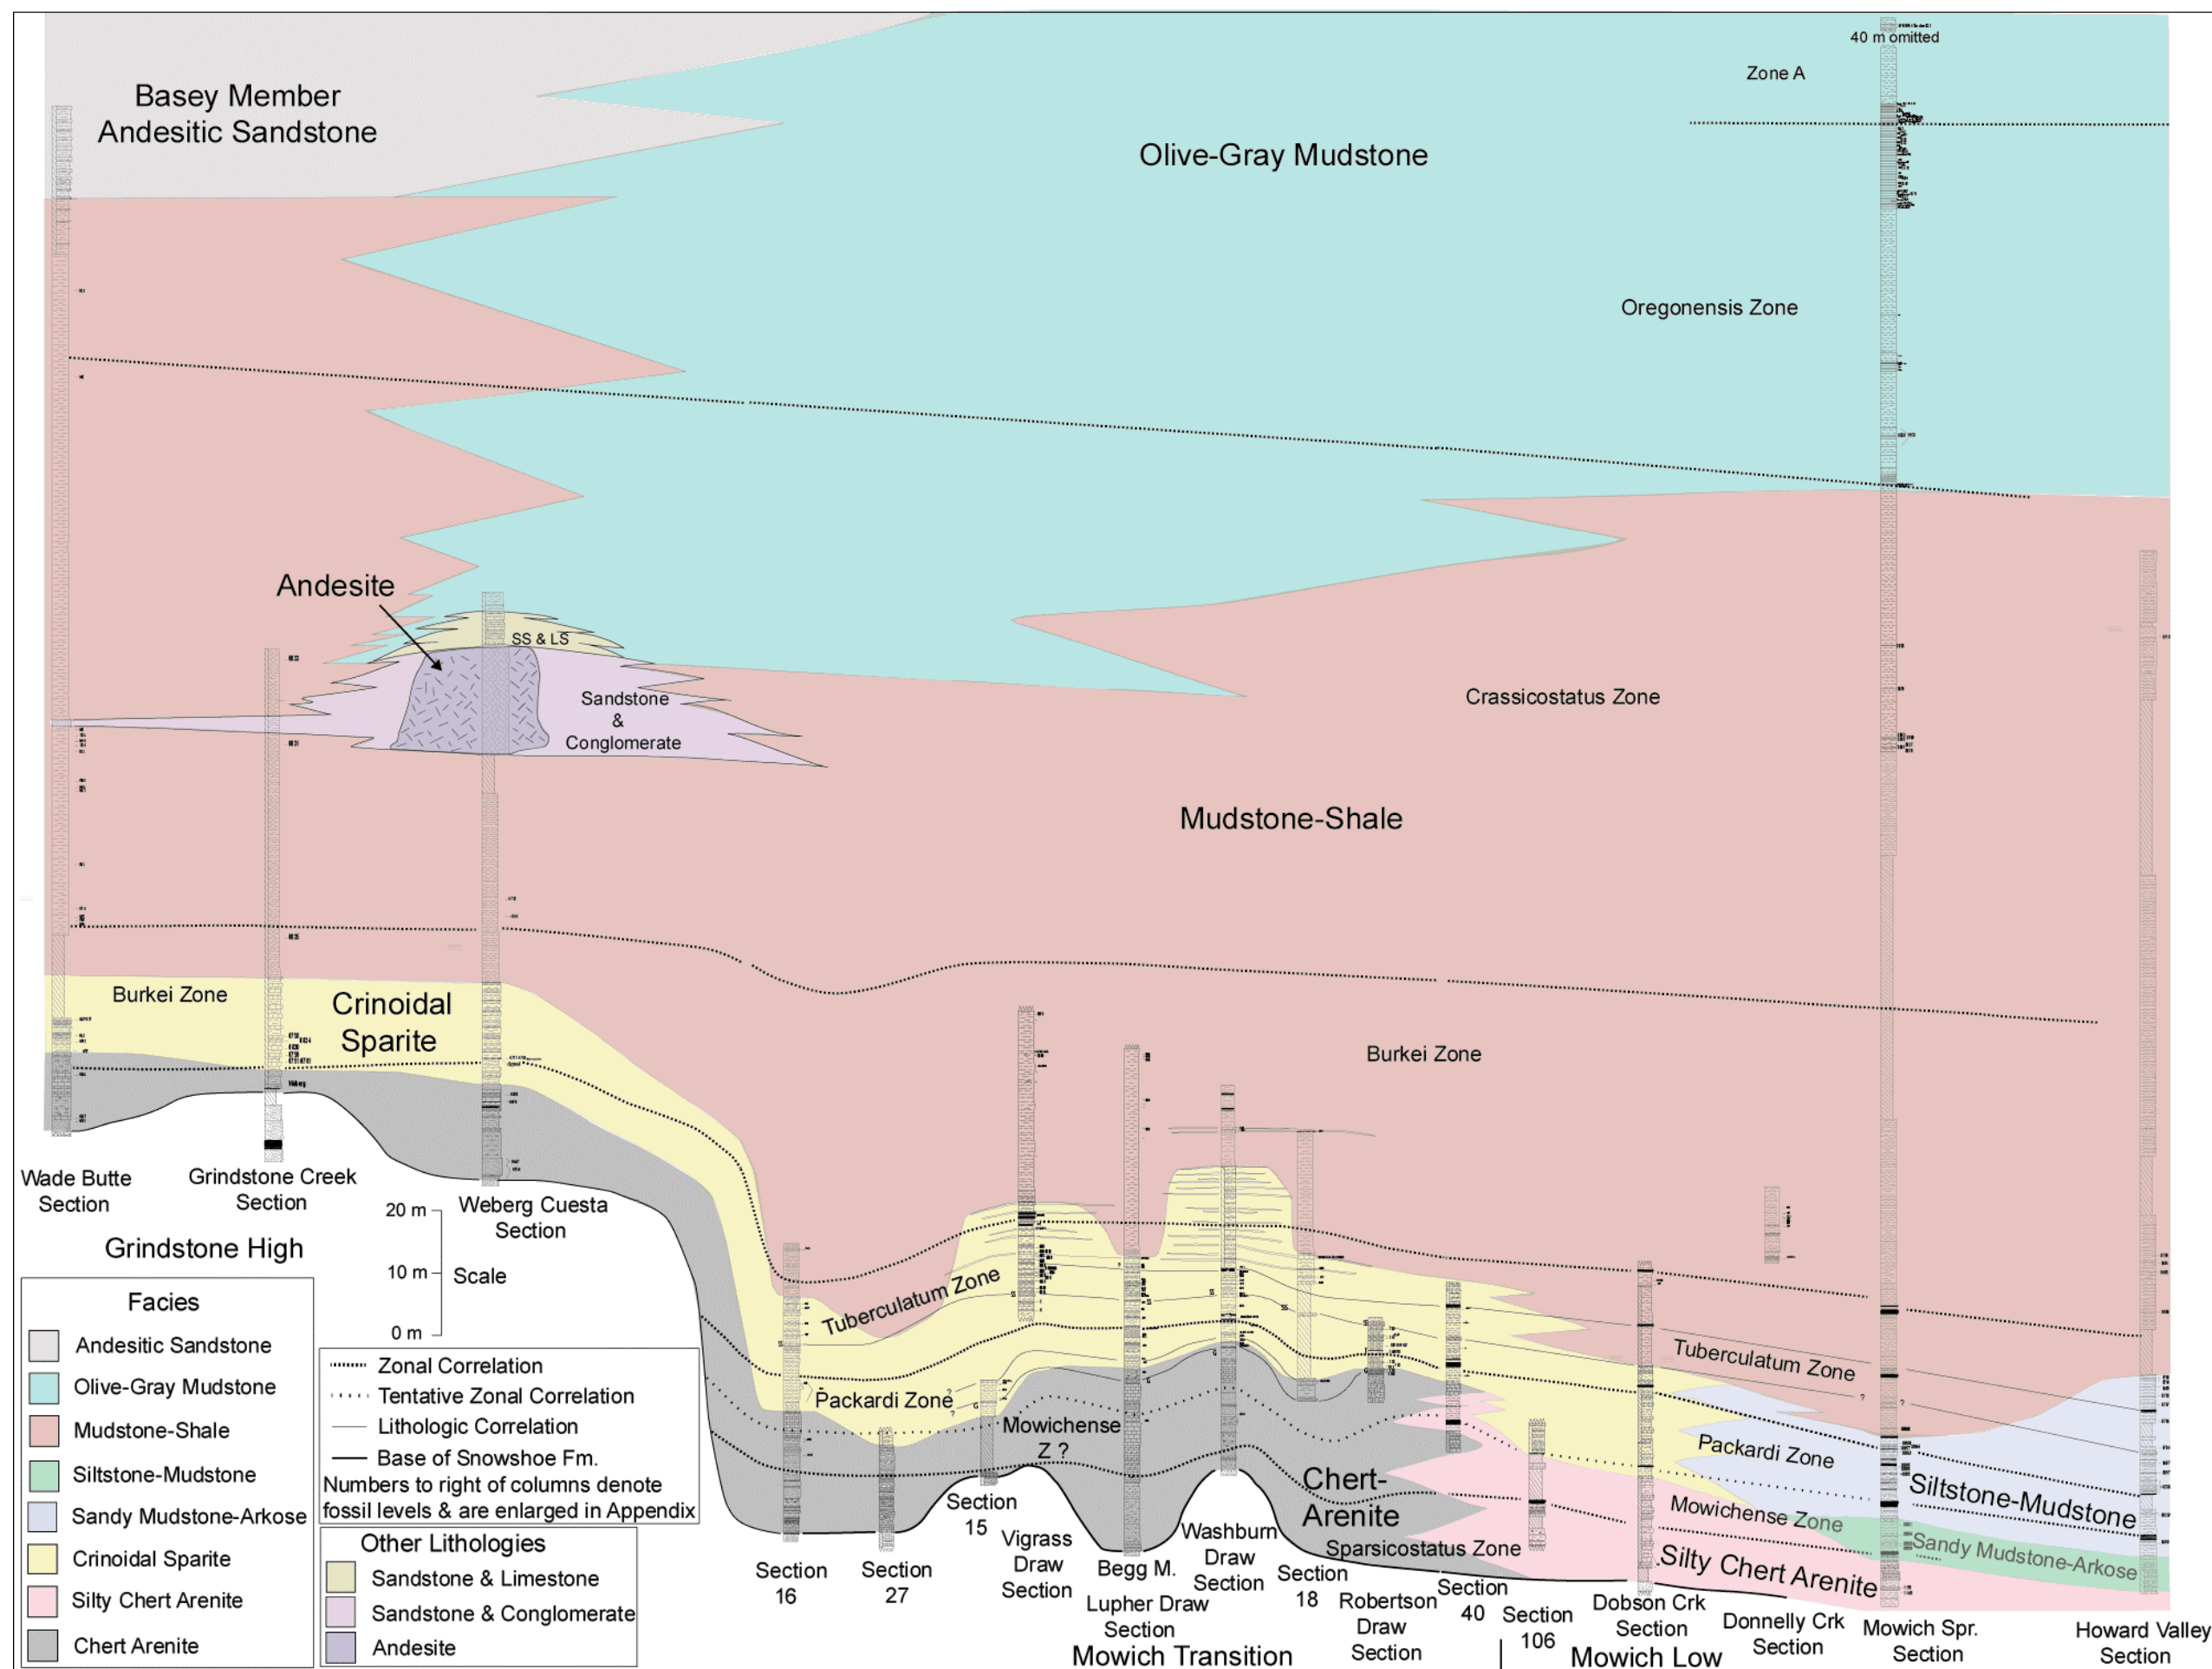 40 m omitted
Zone A
Basey Member
Andesitic Sandstone
Olive-Gray Mudstone
Oregonensis Zone
Andesite
SS & LS
Sandstone
&
Conglomerate
Crassicostatus Zone
Mudstone-Shale
Burkei Zone
Crinoidal
Sparite
Burkei Zone
Wade Butte
Section
Grindstone Creek
Section
Weberg Cuesta
Section
Grindstone High
20 m
10 m
0 m
Scale
Tuberculatum Zone
Packardi Zone
Mowichense
Z ?
Tuberculatum Zone
Packardi Zone
Mowichense Zone
Siltstone-Mudstone
Sandy Mudstone-Arkose
Chert-
Arenite
Sparsicostatus Zone
Silty Chert Arenite
Section
16
Section
27
Section
15
Vigrass
Draw
Section
Begg M.
Lupher Draw
Section
Washburn
Draw
Section
Section
18
Robertson
Draw
Section
Section
40
Section
106
Dobson Crk
Section
Donnelly Crk
Section
Mowich Spr.
Section
Howard Valley
Section
Mowich Transition
Mowich Low
Facies
Andesitic Sandstone
Olive-Gray Mudstone
Mudstone-Shale
Siltstone-Mudstone
Sandy Mudstone-Arkose
Crinoidal Sparite
Silty Chert Arenite
Chert Arenite
Zonal Correlation
Tentative Zonal Correlation
Lithologic Correlation
Base of Snowshoe Fm.
Numbers to right of columns denote
fossil levels & are enlarged in Appendix
Other Lithologies
Sandstone & Limestone
Sandstone & Conglomerate
Andesite